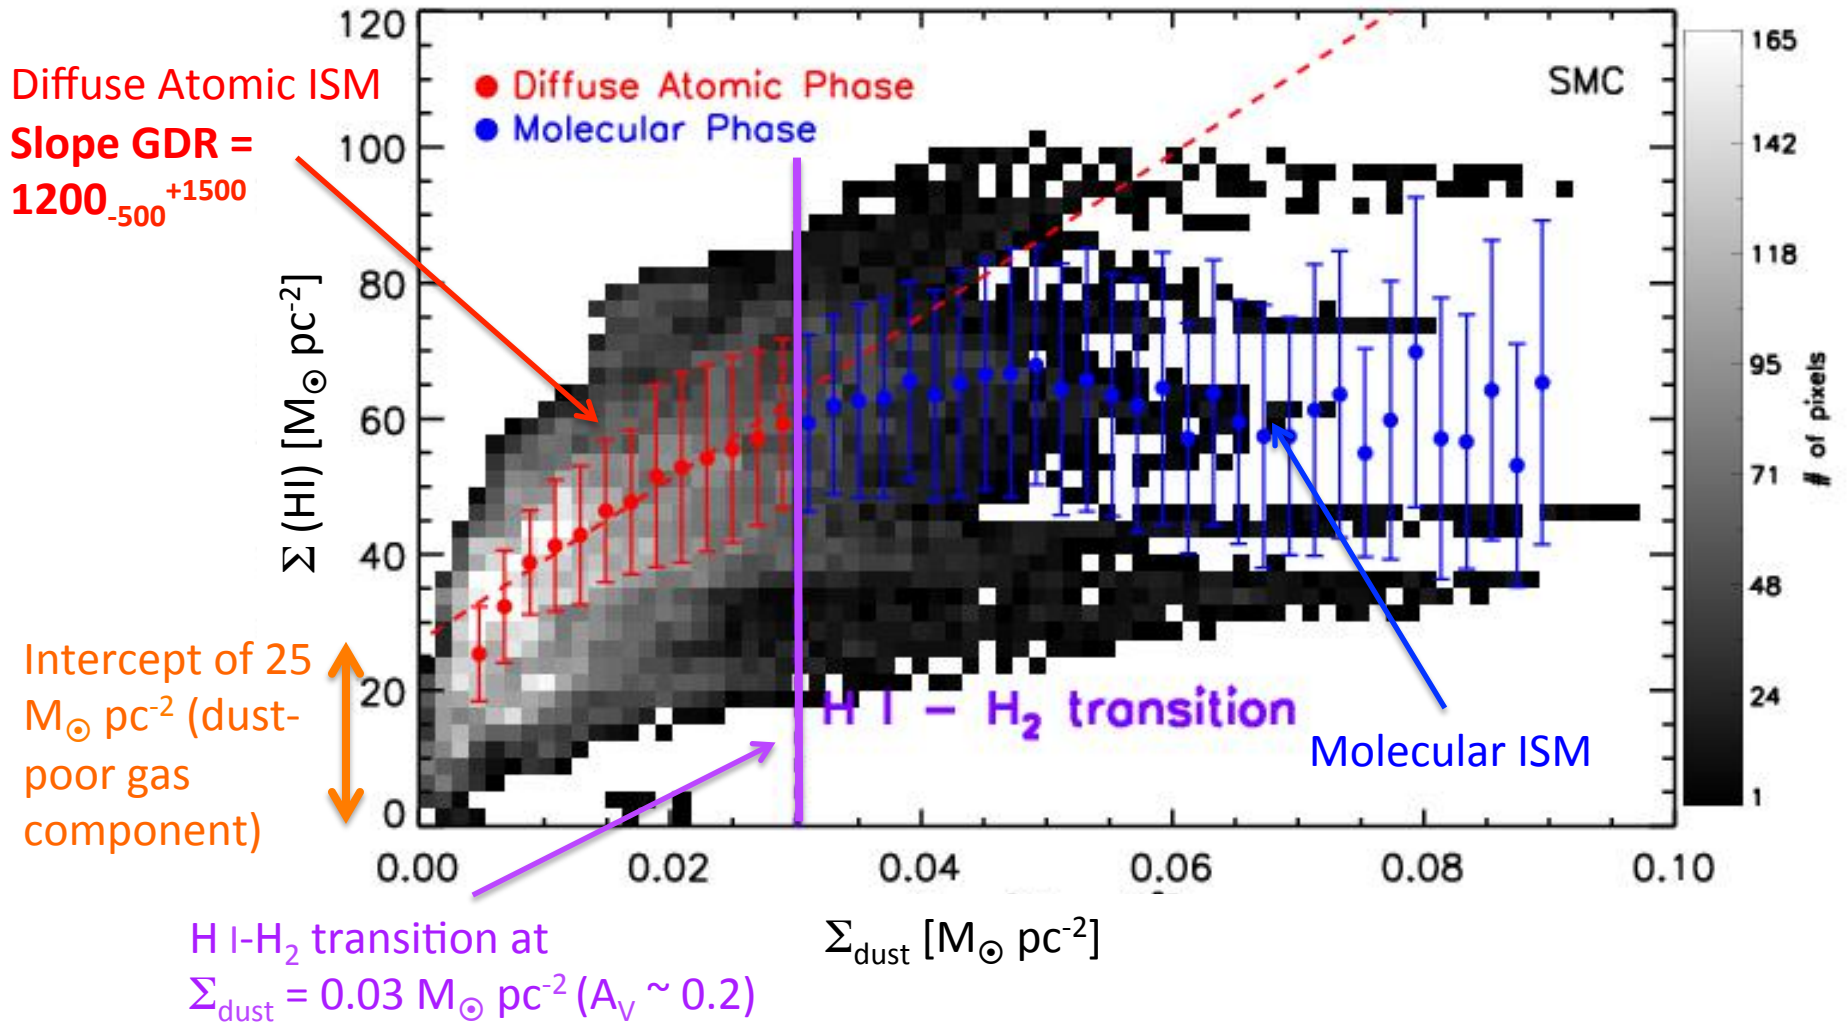 120
100
80
60
40
20
0
Σ (HI) [M☉ pc-2]
Diffuse Atomic Phase
Molecular Phase
SMC
H I – H2 transition
Molecular ISM
165
142
118
95
71
48
24
1
# of pixels
Diffuse Atomic ISM
Slope GDR =
1200-500+1500
Intercept of 25
M☉ pc-2 (dust-
poor gas
component)
0.00 0.02 0.04 0.06 0.08 0.10
Σdust [M☉ pc-2]
H I-H2 transition at
Σdust = 0.03 M☉ pc-2 (AV ~ 0.2)